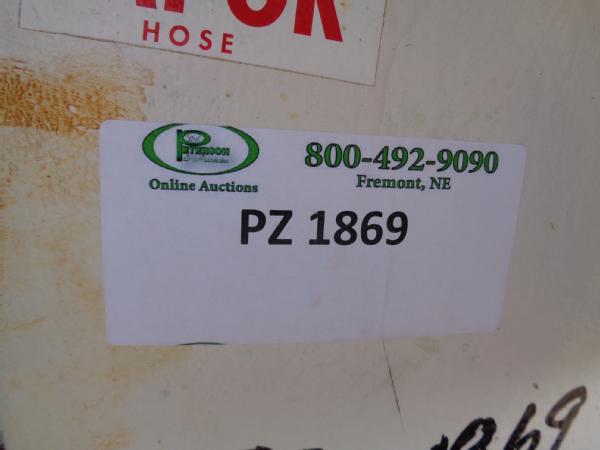 HOSE
PETERSON
Online Auctions
800-492-9090
Fremont, NE
PZ 1869